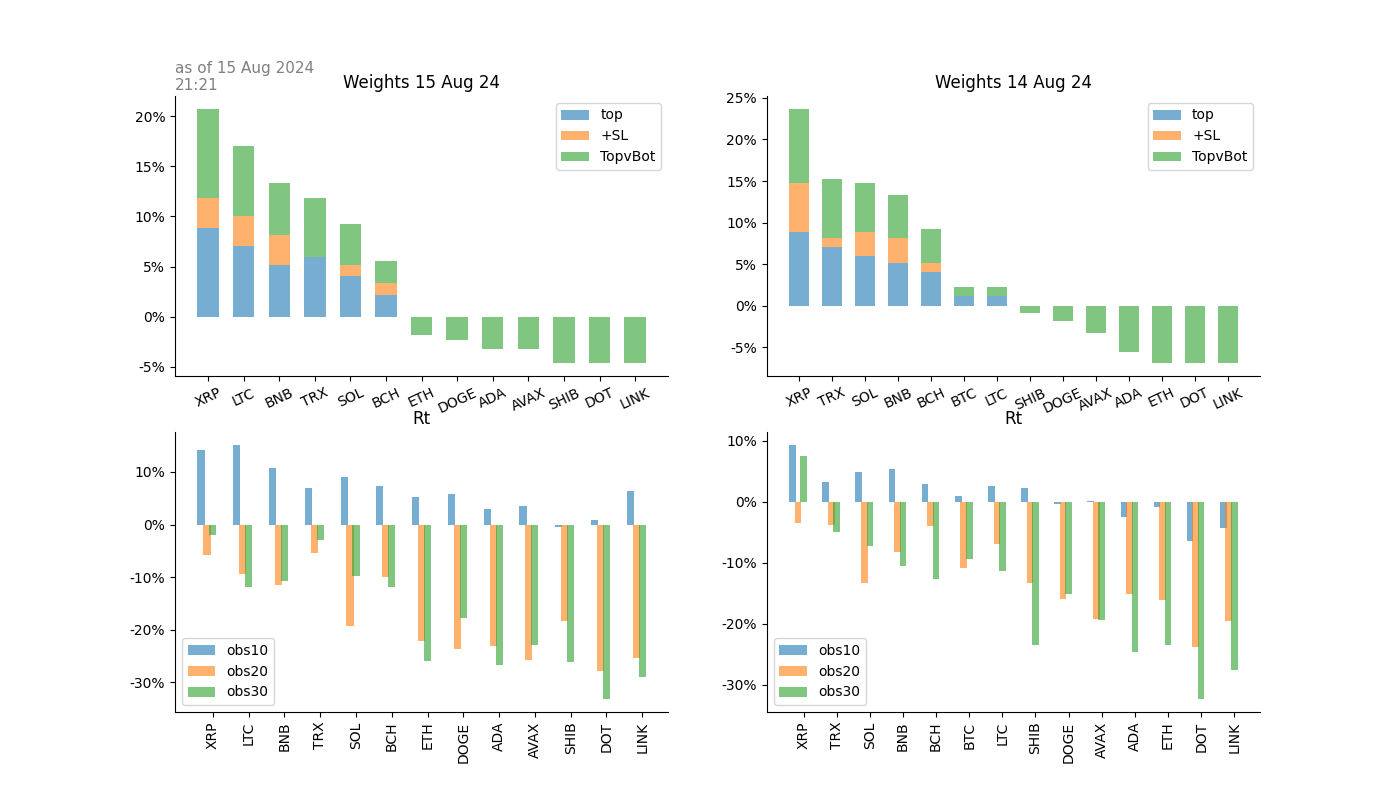 as of 15 Aug 2024
21:21
Weights 15 Aug 24
20%
15%
10%
5%
0%
-5%
top
+SL
TopvBot
XRP LTC BNB TRX SOL BCH ETH DOGE ADA AVAX SHIB DOT LINK
Weights 14 Aug 24
25%
20%
15%
10%
5%
0%
-5%
top
+SL
TopvBot
XRP TRX SOL BNB BCH BTC LTC SHIB DOGE AVAX ADA ETH DOT LINK
Rt
10%
0%
-10%
-20%
-30%
obs10
obs20
obs30
XRP LTC BNB TRX SOL BCH ETH DOGE ADA AVAX SHIB DOT LINK
Rt
10%
0%
-10%
-20%
-30%
obs10
obs20
obs30
XRP TRX SOL BNB BCH BTC LTC SHIB DOGE AVAX ADA ETH DOT LINK